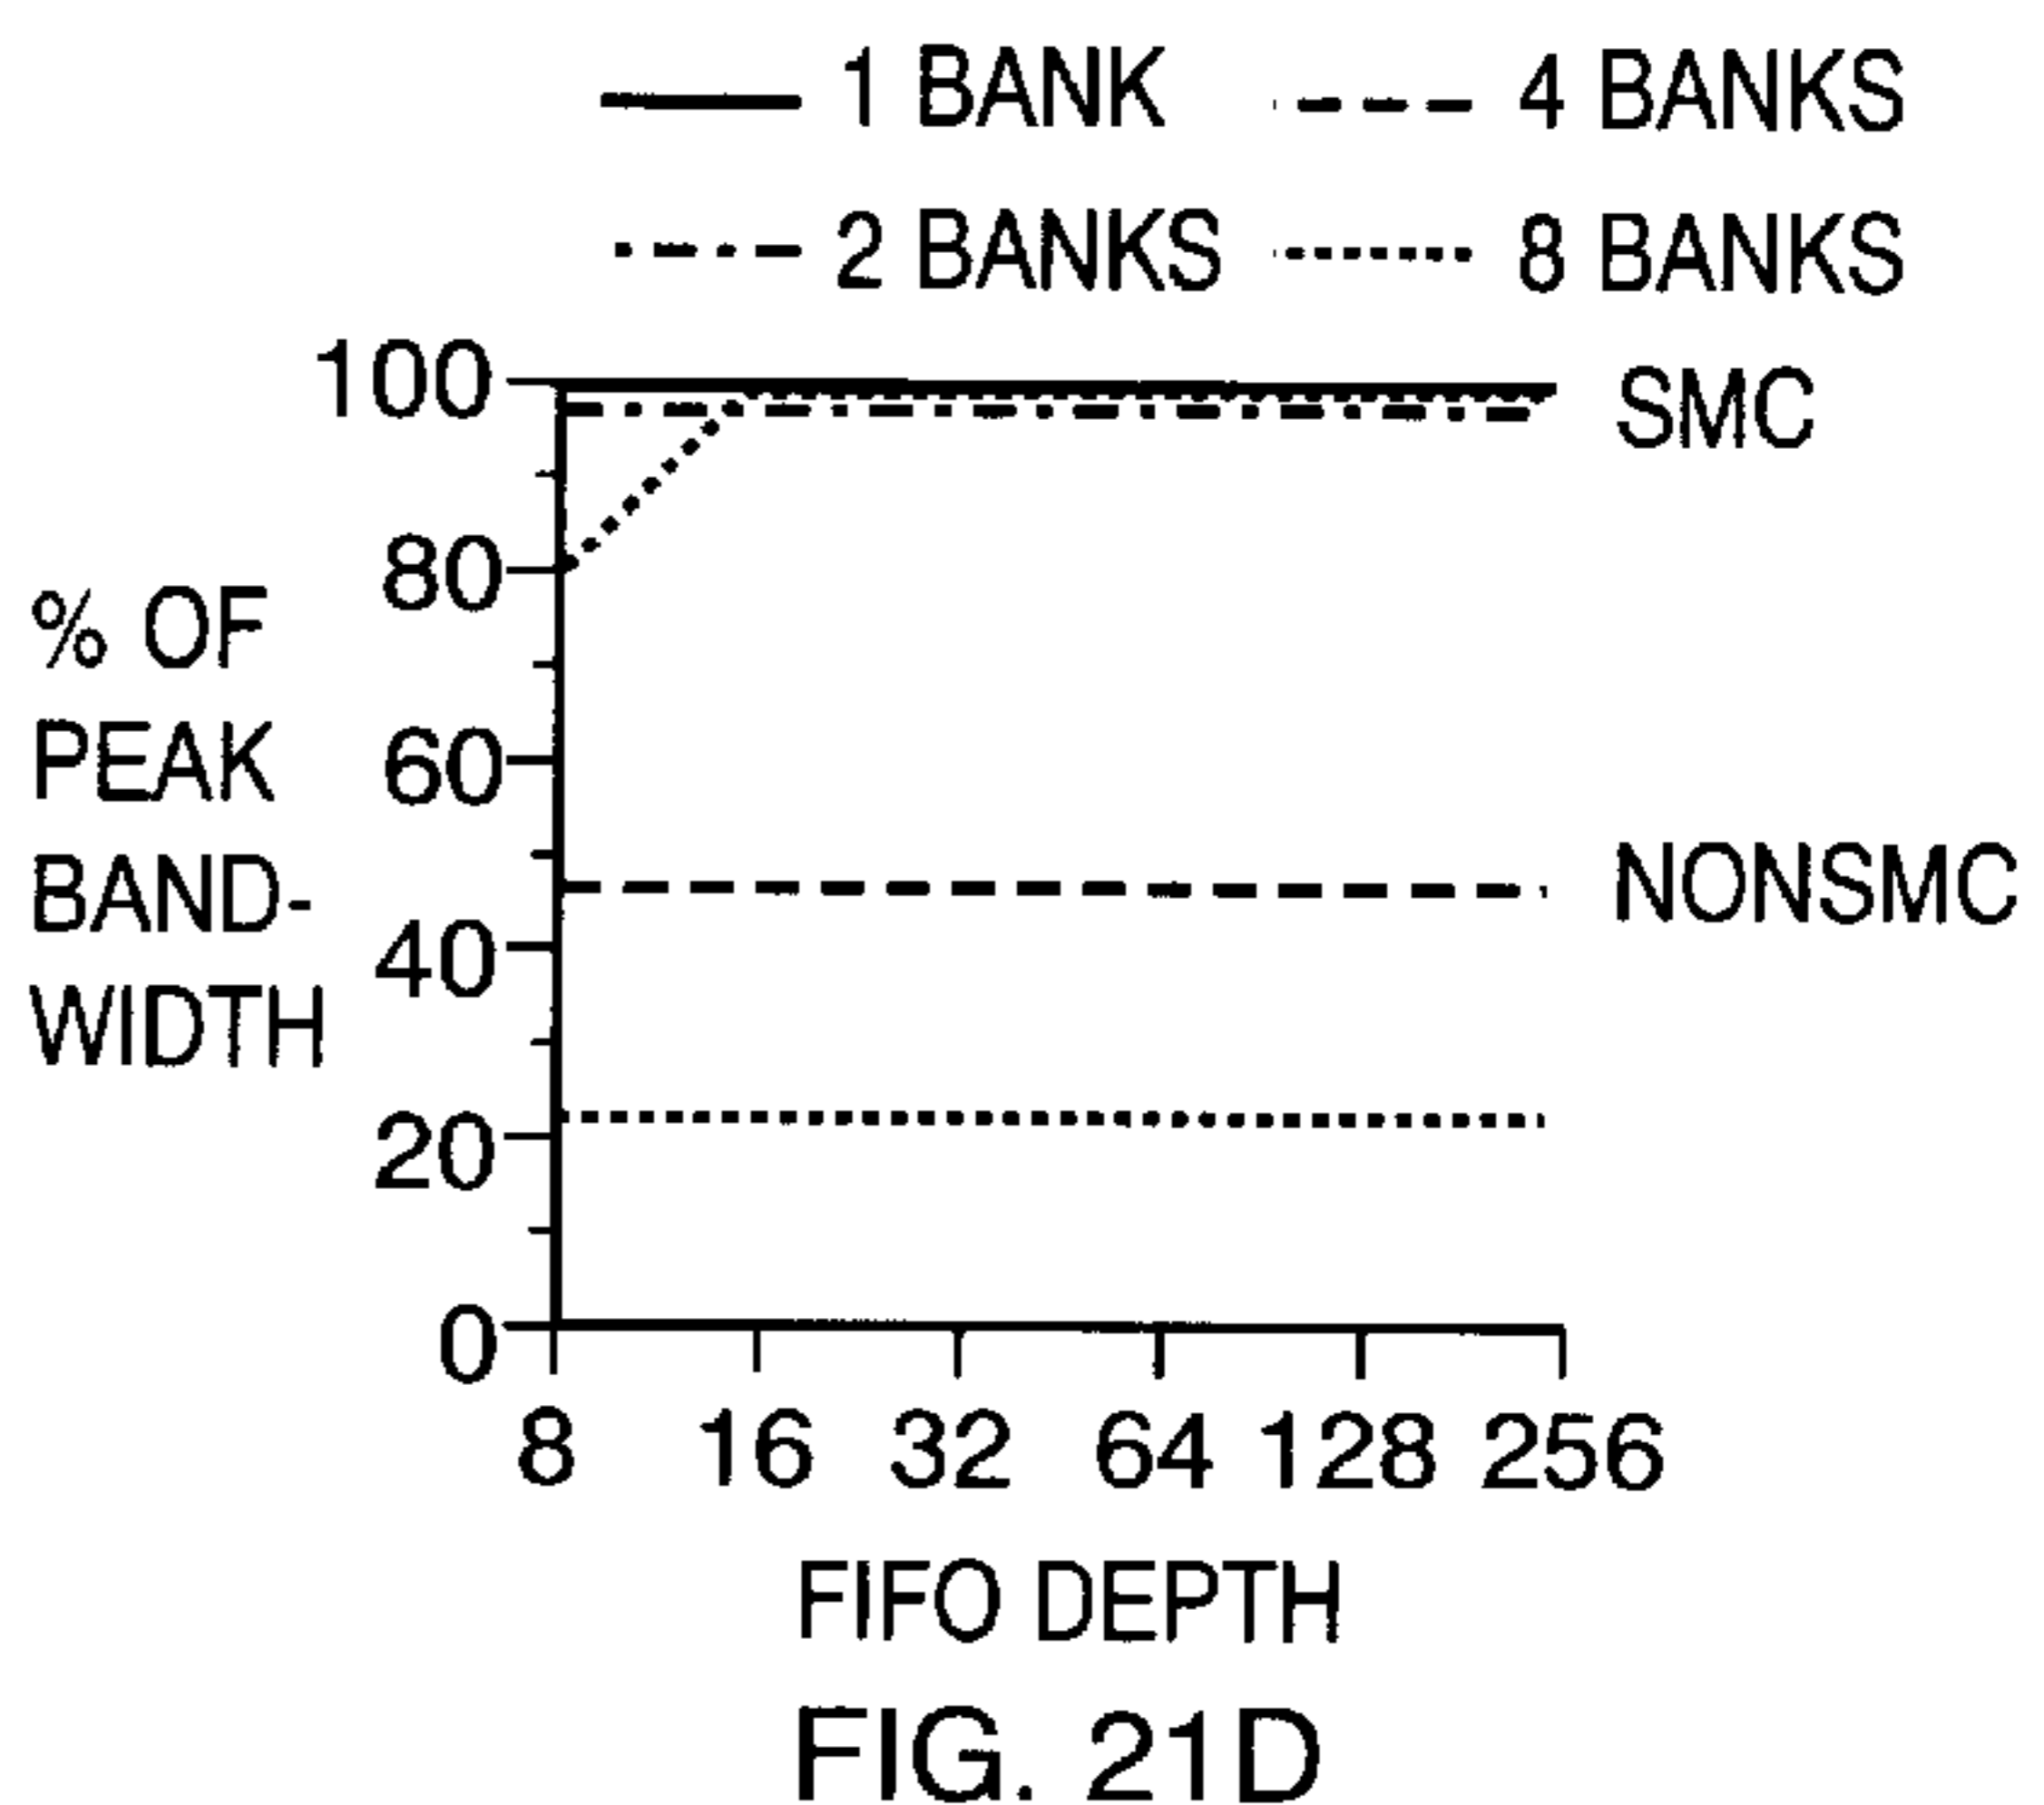 1 BANK
4 BANKS
2 BANKS
8 BANKS
100
80
60
40
20
0
% OF
PEAK
BAND-
WIDTH
SMC
NONSMC
8 16 32 64 128 256
FIFO DEPTH
FIG. 21D